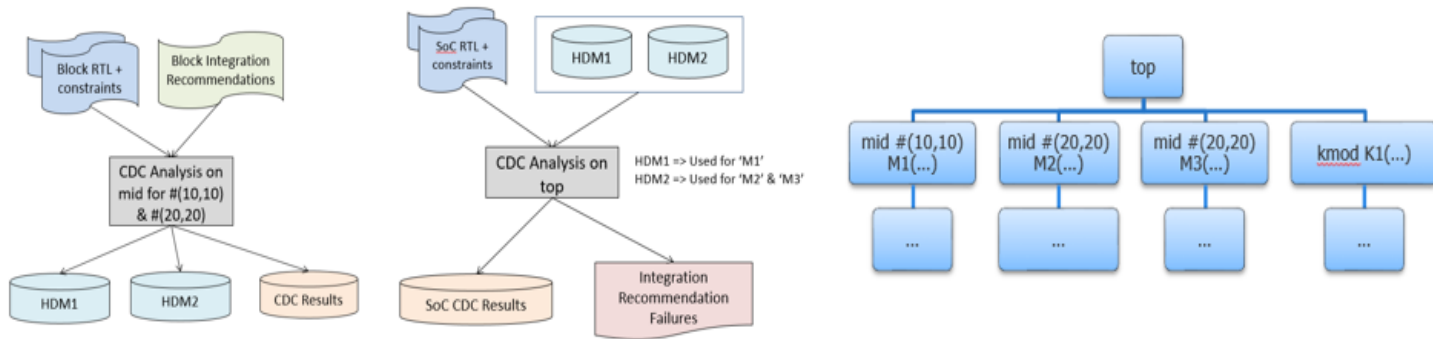 Block RTL +
constraints
Block Integration
Recommendations
CDC Analysis on
mid for #(10,10)
& #(20,20)
HDM1
HDM2
CDC Results
SoC RTL +
constraints
HDM1
HDM2
CDC Analysis on
top
HDM1 => Used for ‘M1’
HDM2 => Used for ‘M2’ & ‘M3’
SoC CDC Results
Integration
Recommendation
Failures
top
mid #(10,10)
M1(...)
mid #(20,20)
M2(...)
mid #(20,20)
M3(...)
kmod K1(...)
...
...
...
...